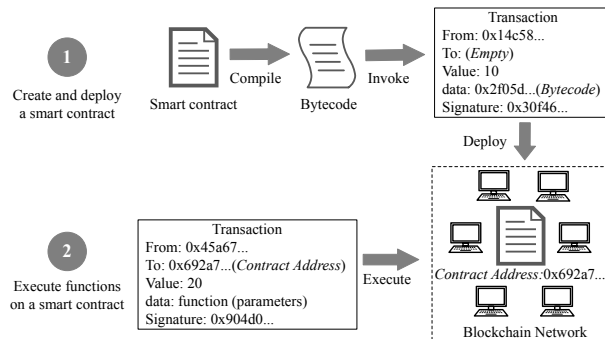 1
Create and deploy
a smart contract
Smart contract
Compile
Bytecode
Invoke
Transaction
From: 0x14c58...
To: (Empty)
Value: 10
data: 0x2f05d...(Bytecode)
Signature: 0x30f46...
Deploy
2
Execute functions
on a smart contract
Transaction
From: 0x45a67...
To: 0x692a7...(Contract Address)
Value: 20
data: function (parameters)
Signature: 0x904d0...
Execute
Contract Address:0x692a7...
Blockchain Network